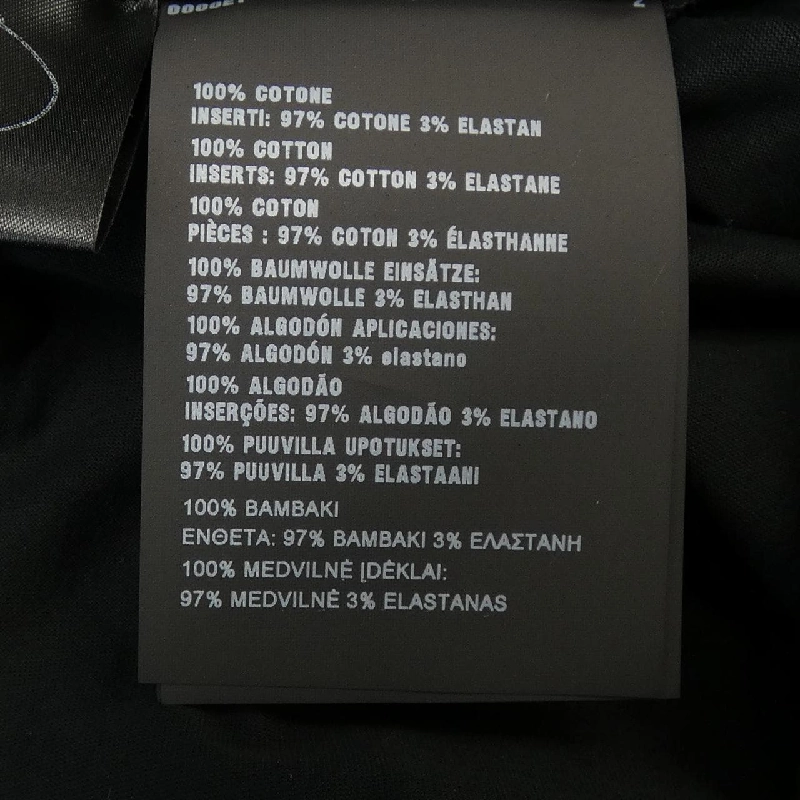 2
100% COTONE
INSERTI: 97% COTONE 3% ELASTAN
100% COTTON
INSERTS: 97% COTTON 3% ELASTANE
100% COTON
PIÈCES : 97% COTON 3% ÉLASTHANNE
100% BAUMWOLLE EINSÄTZE:
97% BAUMWOLLE 3% ELASTHAN
100% ALGODÓN APLICACIONES:
97% ALGODÓN 3% elastano
100% ALGODÃO
INSERÇÕES: 97% ALGODÃO 3% ELASTANO
100% PUUVILLA UPOTUKSET:
97% PUUVILLA 3% ELASTAANI
100% ΒΑΜΒΑΚΙ
ΕΝΘΕΤΑ: 97% ΒΑΜΒΑΚΙ 3% ΕΛΑΣΤΑΝΗ
100% MEDVILNĖ ĮDĖKLAI:
97% MEDVILNĖ 3% ELASTANAS